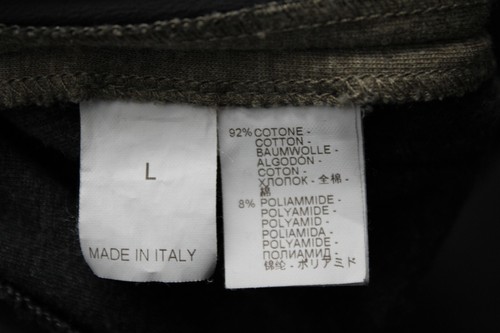 L
MADE IN ITALY
92% COTONE -
COTTON -
BAUMWOLLE -
ALGODÓN -
COTON -
ХЛОПОК - 全棉 -
綿
8% POLIAMMIDE -
POLYAMIDE -
POLYAMID -
POLIAMIDA -
POLYAMIDE -
ПОЛИАМИД -
锦纶 - ポリアミド